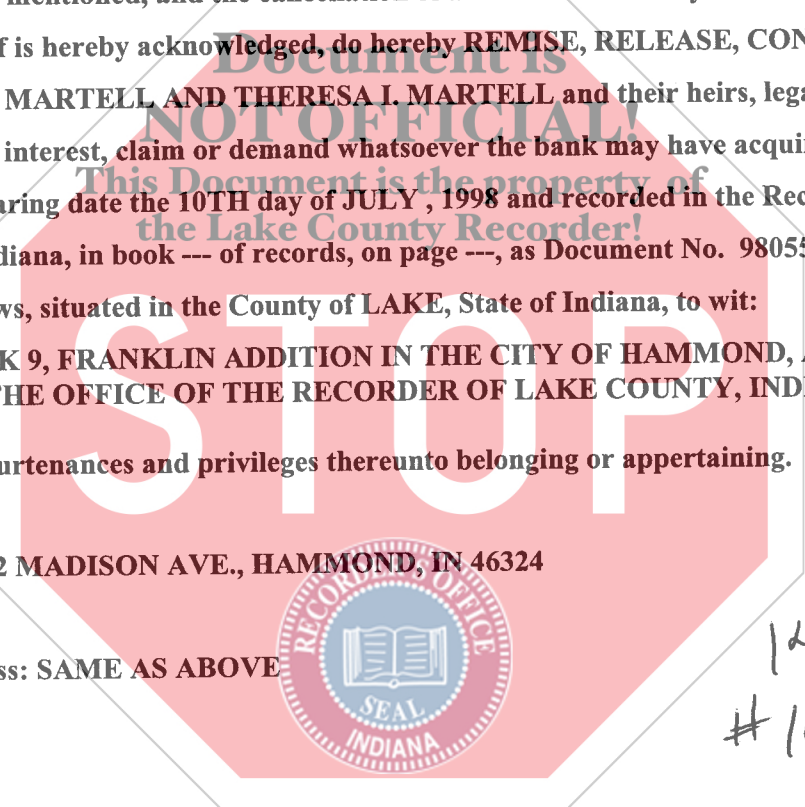 f is hereby acknowledged, do hereby REMISE, RELEASE, CON
MARTELL AND THERESA I. MARTELL and their heirs, lega
interest, claim or demand whatsoever the bank may have acqui
aring date the 10TH day of JULY , 1998 and recorded in the Rec
diana, in book --- of records, on page ---, as Document No. 98055
ws, situated in the County of LAKE, State of Indiana, to wit:
K 9, FRANKLIN ADDITION IN THE CITY OF HAMMOND,
THE OFFICE OF THE RECORDER OF LAKE COUNTY, INDI
urtenances and privileges thereunto belonging or appertaining.
2 MADISON AVE., HAMMOND, IN 46324
ss: SAME AS ABOVE
Document is
NOT OFFICIAL!
This Document is the property of
the Lake County Recorder!
STOP
RECORDER'S OFFICE
SEAL
INDIANA